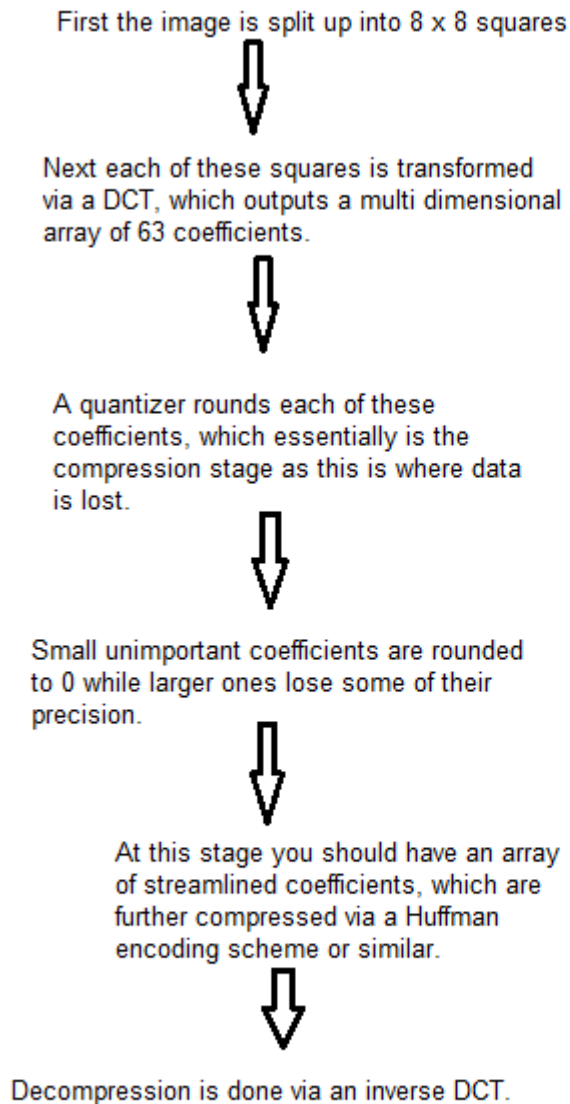 First the image is split up into 8 x 8 squares
Next each of these squares is transformed
via a DCT, which outputs a multi dimensional
array of 63 coefficients.
A quantizer rounds each of these
coefficients, which essentially is the
compression stage as this is where data
is lost.
Small unimportant coefficients are rounded
to 0 while larger ones lose some of their
precision.
At this stage you should have an array
of streamlined coefficients, which are
further compressed via a Huffman
encoding scheme or similar.
Decompression is done via an inverse DCT.